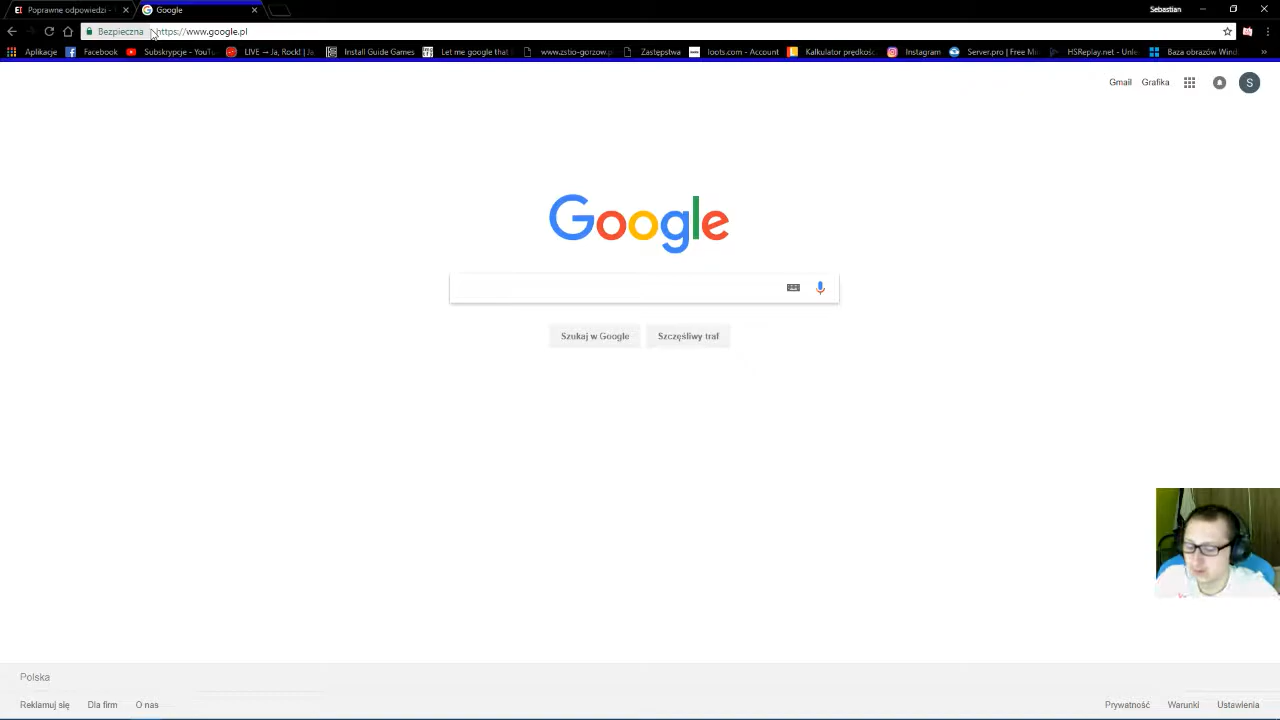 Poprawne odpowiedzi -
Google
Sebastian
Bezpieczna
https://www.google.pl
Aplikacje
Facebook
Subskrypcje - YouTu
LIVE → Ja, Rock! | Ja
Install Guide Games
Let me google that
www.zstio-gorzow.p
Zastępstwa
loots
loots.com - Account
Kalkulator prędkośc
Instagram
Server.pro | Free Min
HSReplay.net - Unle
Baza obrazów Wind
Gmail
Grafika
S
Google
Szukaj w Google
Szczęśliwy traf
Polska
Reklamuj się
Dla firm
O nas
Prywatność
Warunki
Ustawienia